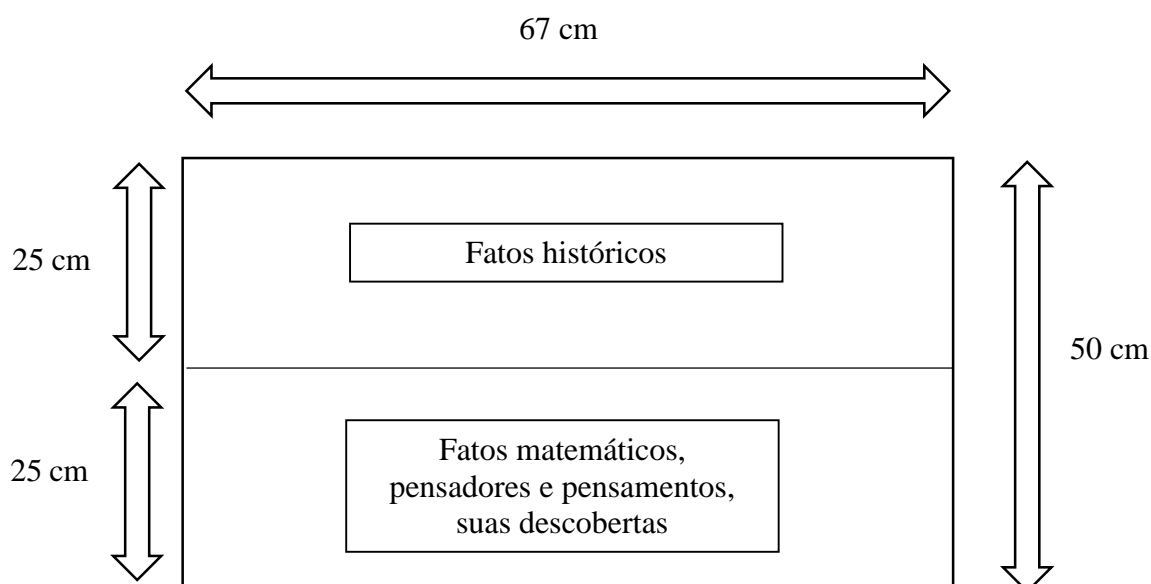 67 cm
25 cm
Fatos históricos
50 cm
25 cm
Fatos matemáticos,
pensadores e pensamentos,
suas descobertas